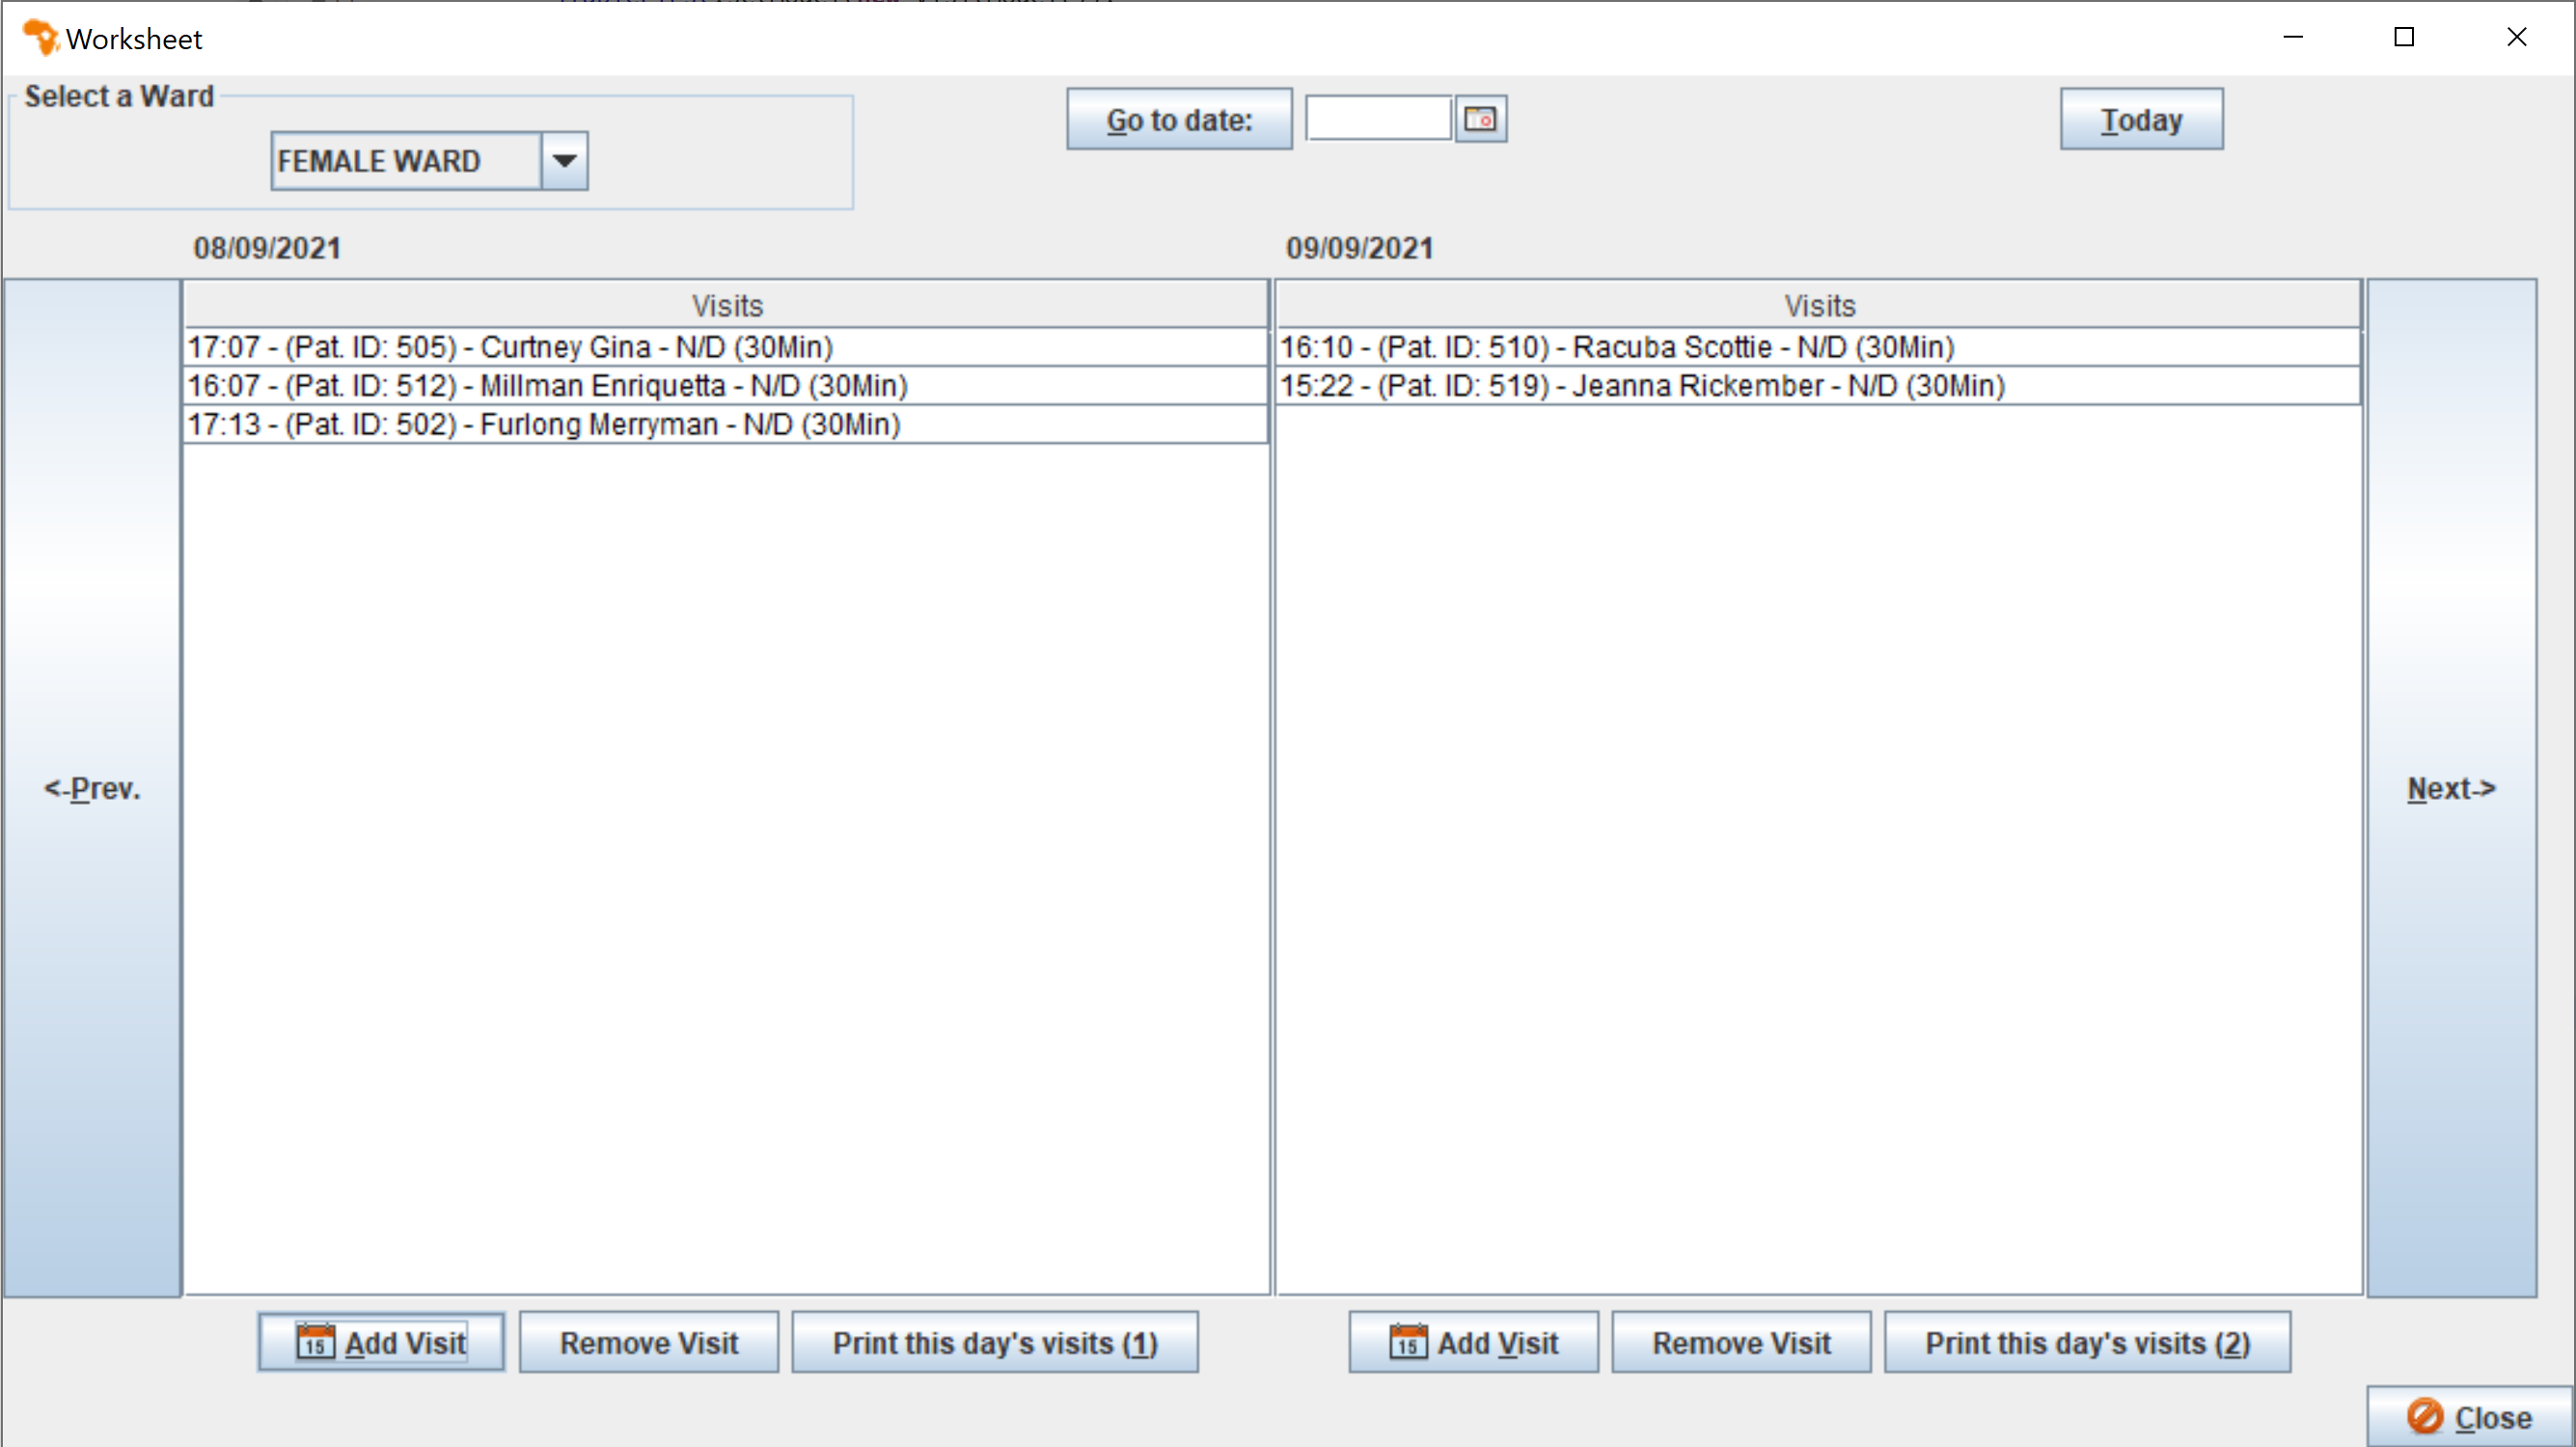 Worksheet
Select a Ward
FEMALE WARD
Go to date:
Today
08/09/2021
09/09/2021
Visits
17:07 - (Pat. ID: 505) - Curtney Gina - N/D (30Min)
16:07 - (Pat. ID: 512) - Millman Enriquetta - N/D (30Min)
17:13 - (Pat. ID: 502) - Furlong Merryman - N/D (30Min)
Visits
16:10 - (Pat. ID: 510) - Racuba Scottie - N/D (30Min)
15:22 - (Pat. ID: 519) - Jeanna Rickember - N/D (30Min)
<-Prev.
Next->
15 Add Visit
Remove Visit
Print this day's visits (1)
15 Add Visit
Remove Visit
Print this day's visits (2)
Close